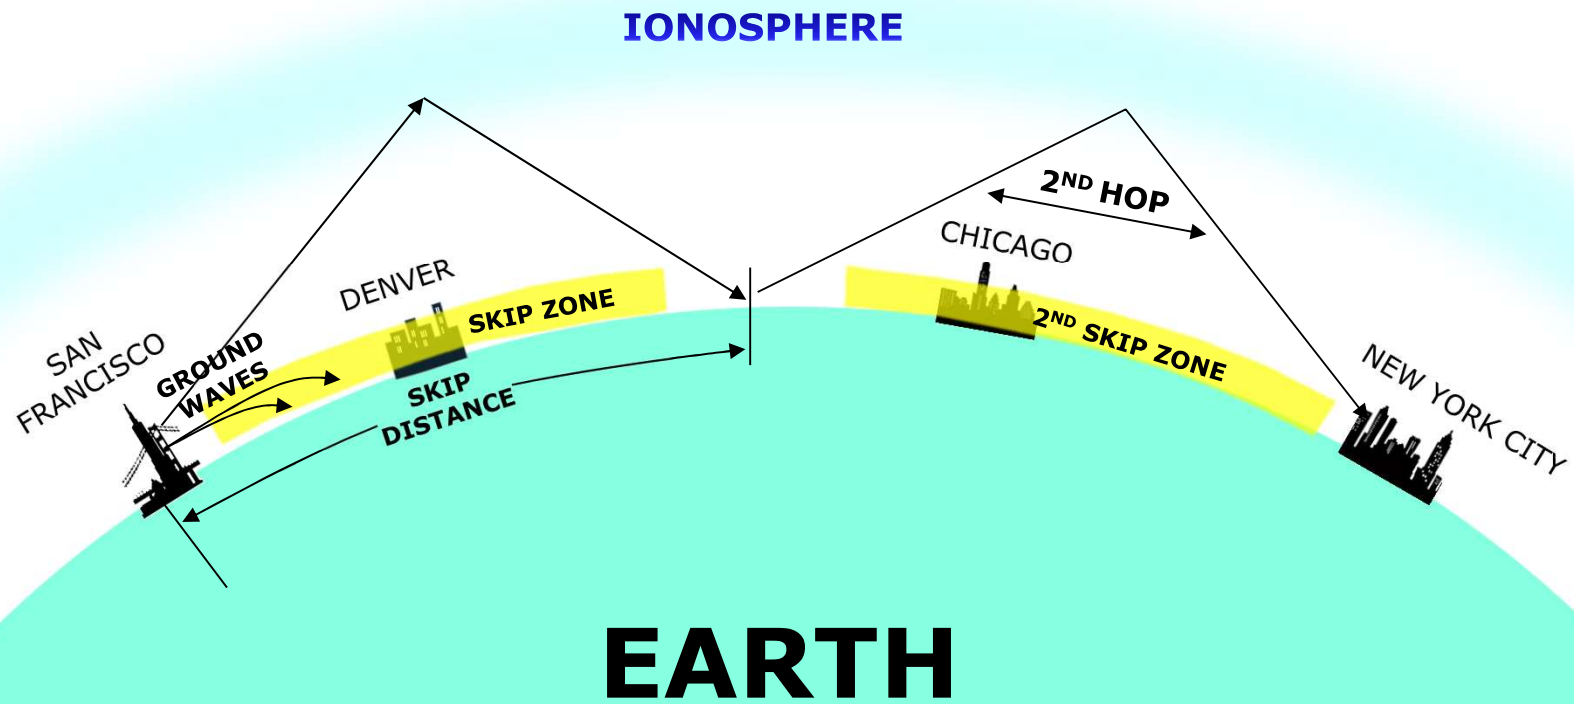 IONOSPHERE
2ND HOP
CHICAGO
DENVER
SKIP ZONE
2ND SKIP ZONE
SAN
FRANCISCO
GROUND
WAVES
SKIP
DISTANCE
NEW YORK CITY
EARTH